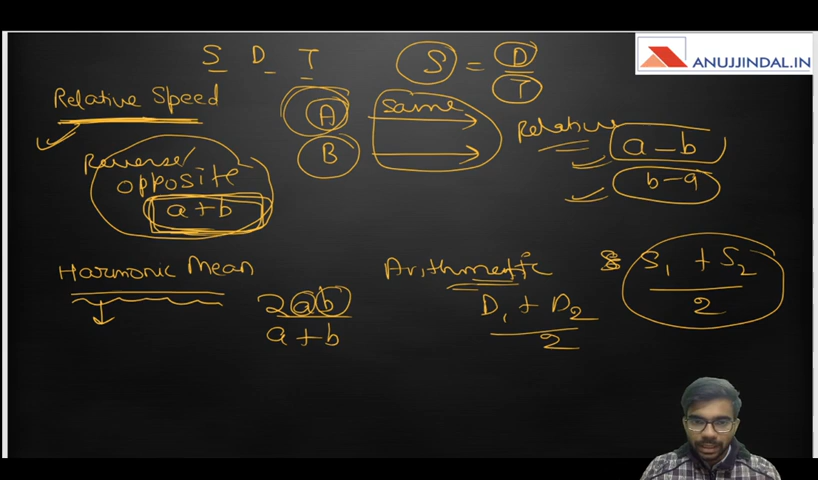 S D T
S = D / T
ANUJJINDAL.IN
Relative Speed
A
Same
B
Relative
a - b
b - a
Reverse/
opposite
a + b
Harmonic Mean
2ab
a + b
Arithmetic
D1 + D2
2
S1 + S2
2